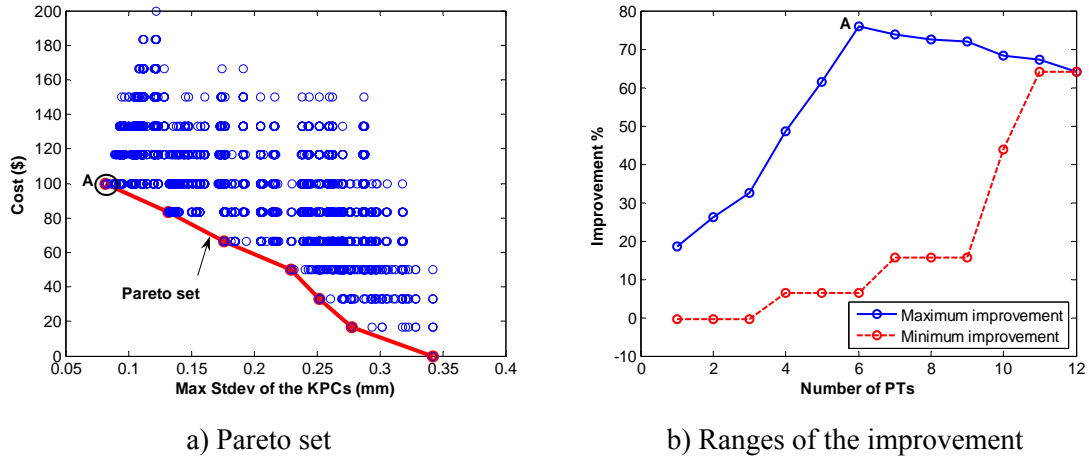 200
180
160
140
120
100
80
60
40
20
0
Cost ($)
A
Pareto set
0.05 0.1 0.15 0.2 0.25 0.3 0.35 0.4
Max Stdev of the KPCs (mm)
a) Pareto set
80
70
60
50
40
30
20
10
0
-10
Improvement %
A
Maximum improvement
Minimum improvement
0 2 4 6 8 10 12
Number of PTs
b) Ranges of the improvement